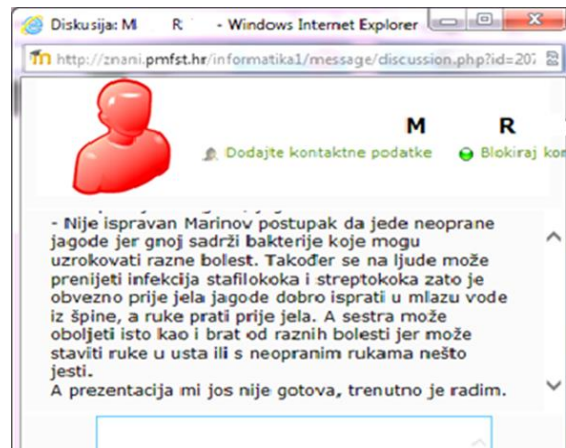 Diskusija: M R - Windows Internet Explorer
http://znani.pmfst.hr/informatika1/message/discussion.php?id=207
M R
Dodajte kontaktne podatke Blokiraj kor
- Nije ispravan Marinov postupak da jede neoprane
jagode jer gnoj sadrži bakterije koje mogu
uzrokovati razne bolest. Također se na ljude može
prenijeti infekcija stafilokoka i streptokoka zato je
obvezno prije jela jagode dobro isprati u mlazu vode
iz špine, a ruke prati prije jela. A sestra može
oboljeti isto kao i brat od raznih bolesti jer može
staviti ruke u usta ili s neopranim rukama nešto
jesti.
A prezentacija mi jos nije gotova, trenutno je radim.